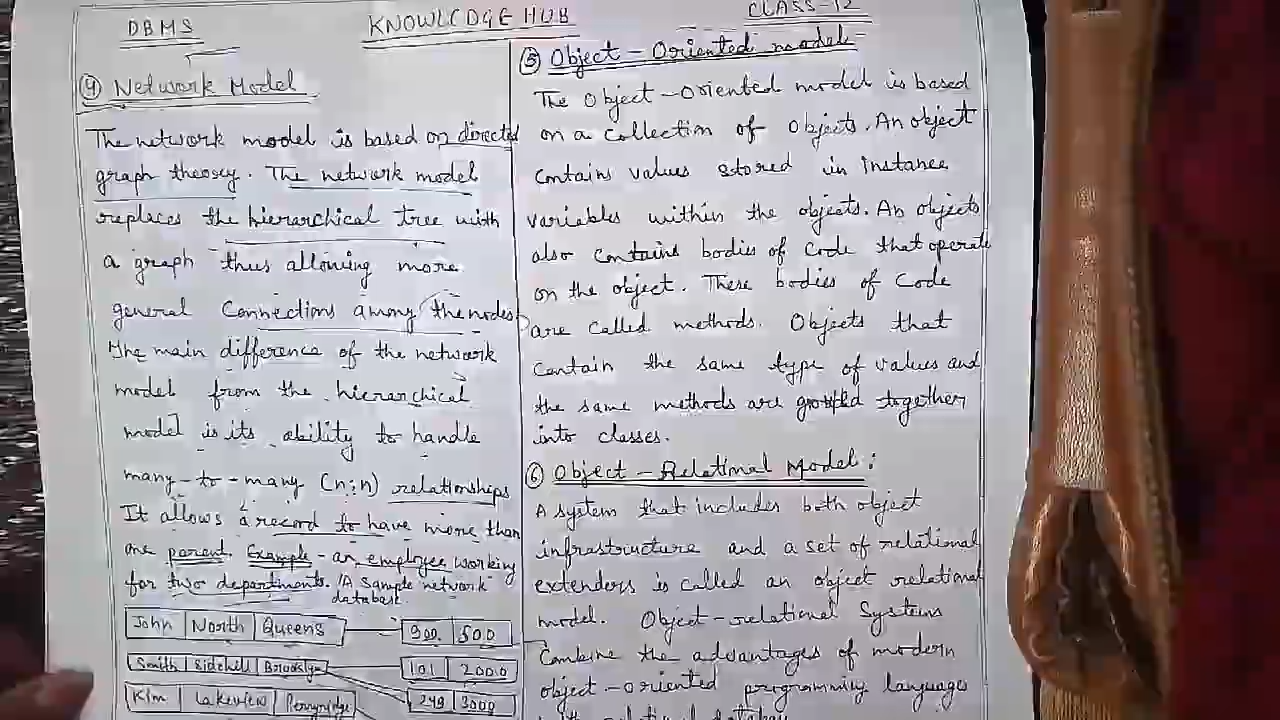 DBMS
KNOWLEDGE HUB
CLASS-12
④ Network Model
The network model is based on directed
graph theory. The network model
replaces the hierarchical tree with
a graph thus allowing more
general Connections among the nodes
The main difference of the network
model from the hierarchical
model is its ability to handle
many-to-many (n:n) relationships
It allows a record to have more than
one parent. Example - an employee working
for two departments. A Sample network
database.
John North Queens 900 500
Smith Sidehill Brooklyn 101 2000
Kim Lakeview Perryridge 249 3000
⑤ Object-Oriented model
The Object-Oriented model is based
on a collection of Objects. An object
contains values stored in instance
variables within the objects. An objects
also contains bodies of code that operate
on the object. These bodies of Code
are called methods. Objects that
contain the same type of values and
the same methods are together
into classes.
⑥ Object-Relational Model:
A system that includes both object
infrastructure and a set of relational
extenders is called an object relational
model. Object-relational Systems
Combine the advantages of modern
object-oriented programming languages